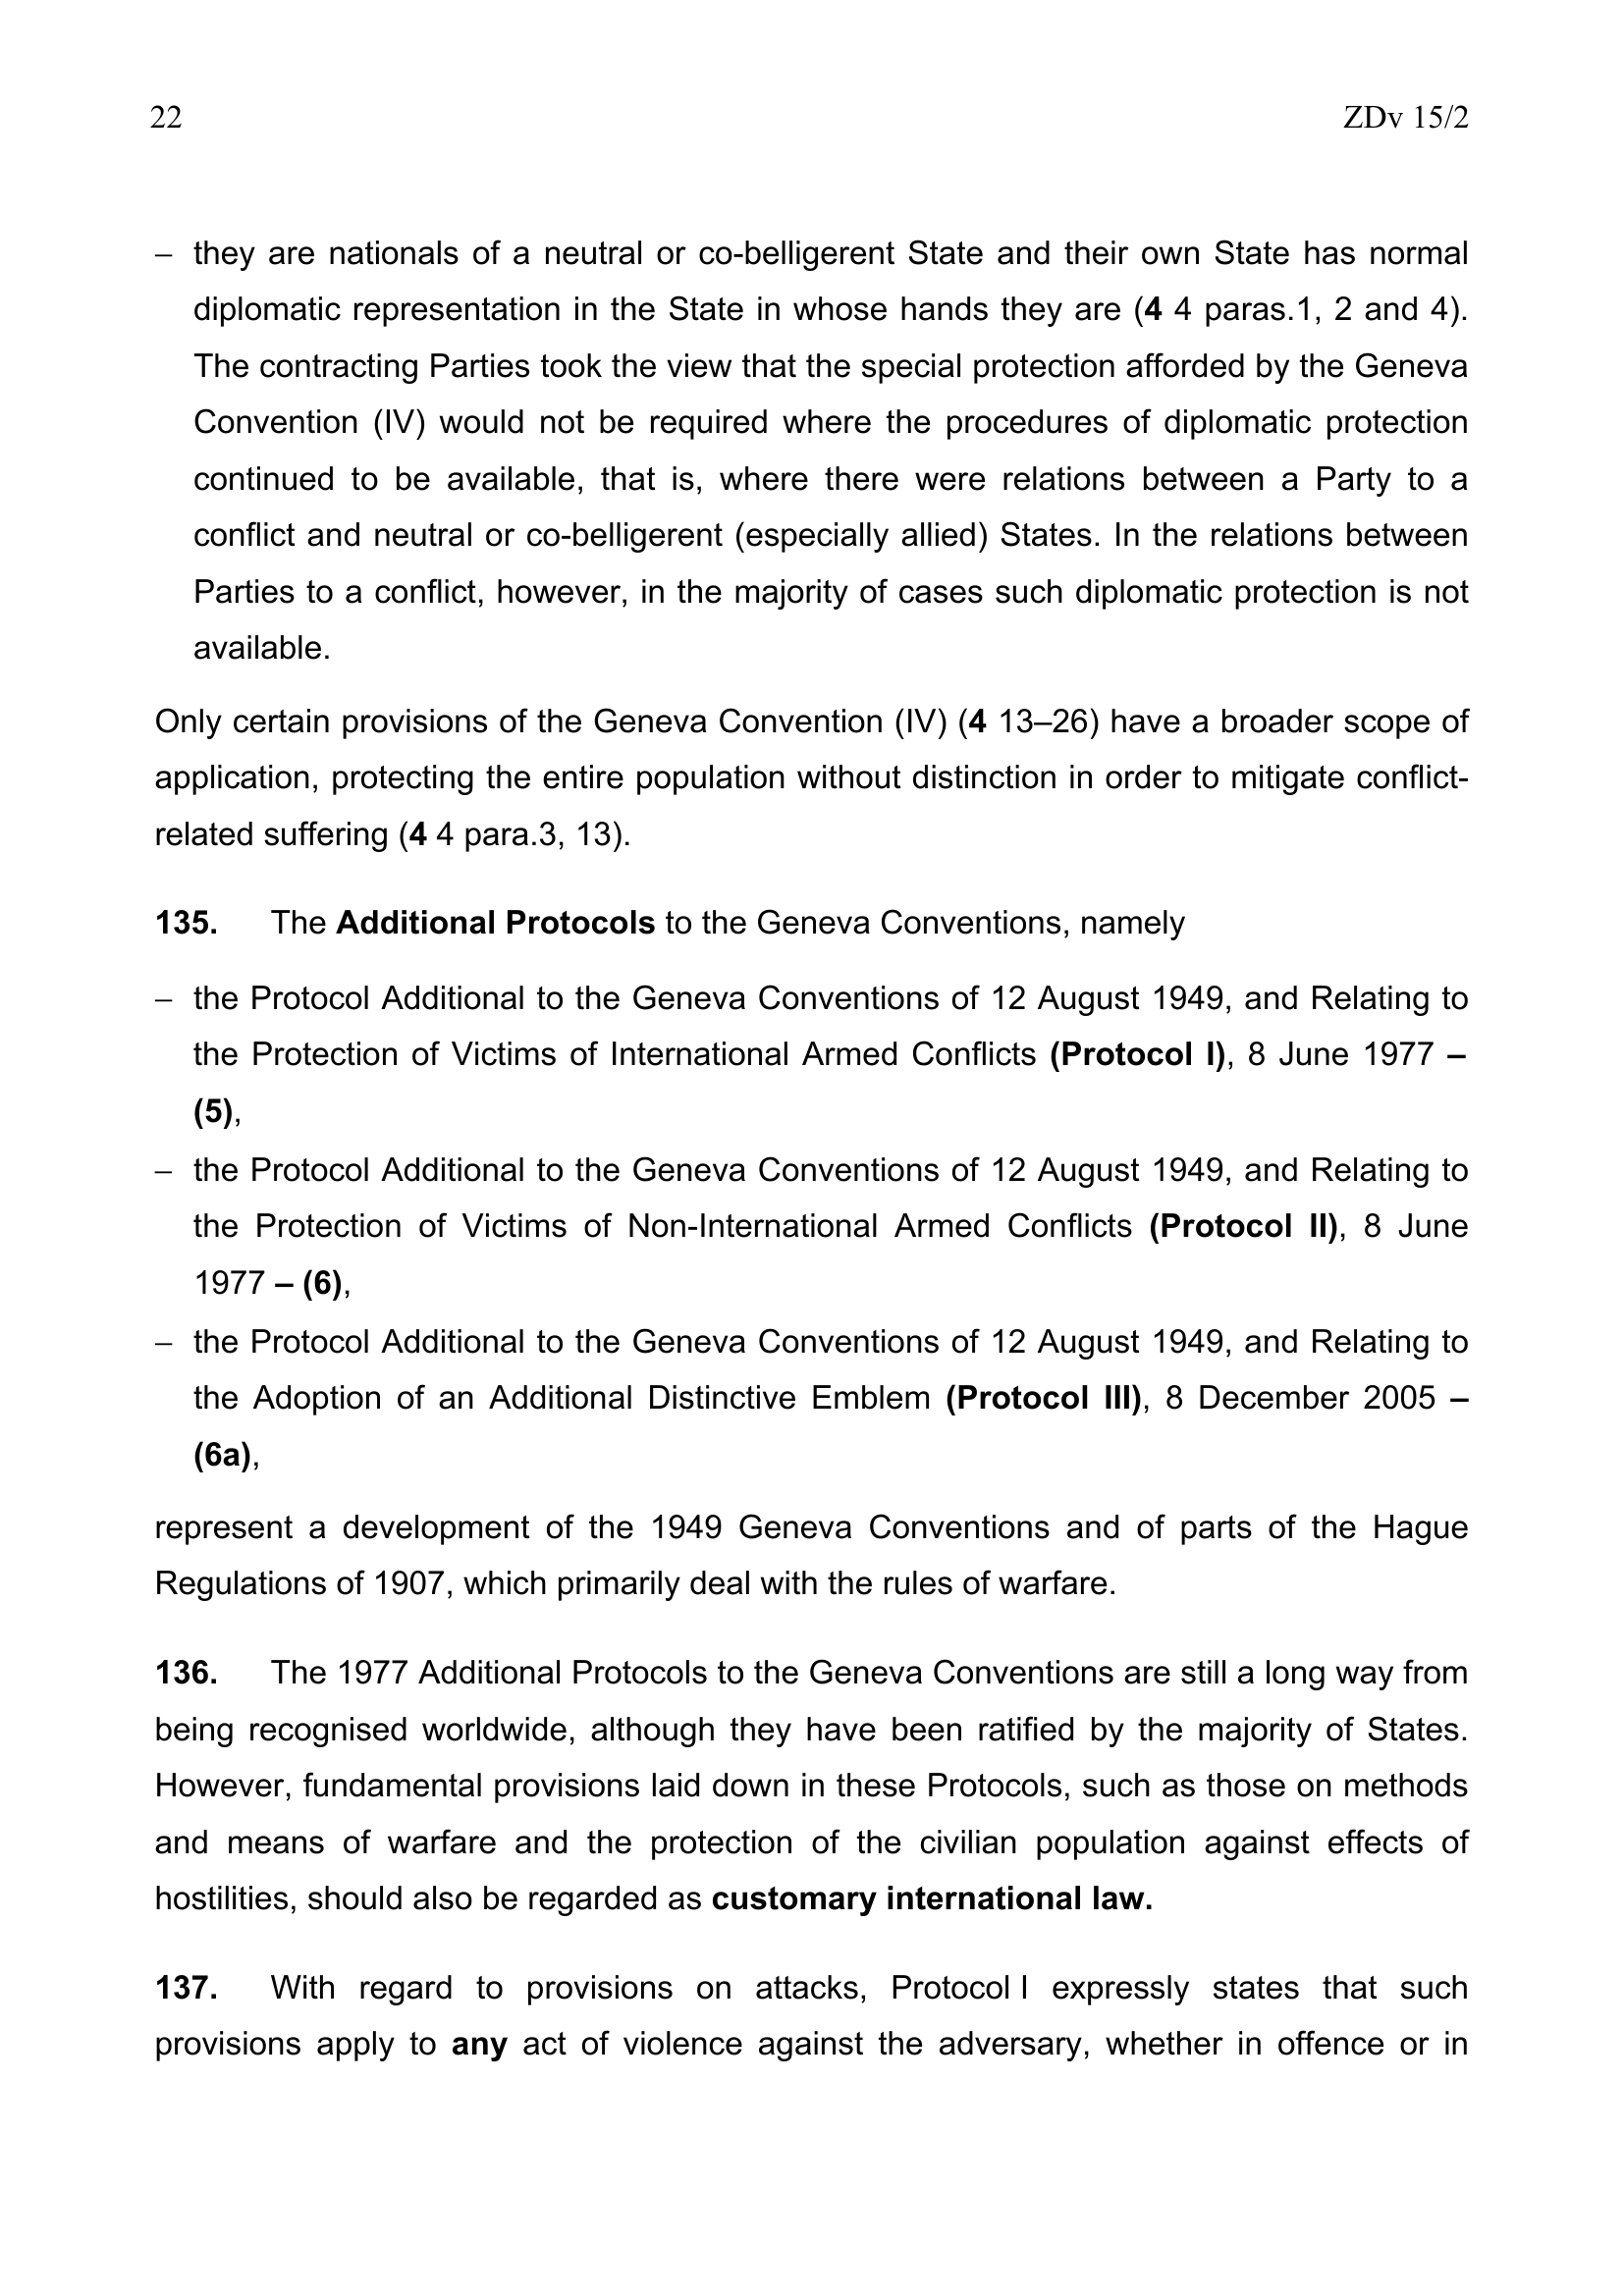 22 ZDv 15/2
– they are nationals of a neutral or co-belligerent State and their own State has normal
diplomatic representation in the State in whose hands they are (4 4 paras.1, 2 and 4).
The contracting Parties took the view that the special protection afforded by the Geneva
Convention (IV) would not be required where the procedures of diplomatic protection
continued to be available, that is, where there were relations between a Party to a
conflict and neutral or co-belligerent (especially allied) States. In the relations between
Parties to a conflict, however, in the majority of cases such diplomatic protection is not
available.
Only certain provisions of the Geneva Convention (IV) (4 13–26) have a broader scope of
application, protecting the entire population without distinction in order to mitigate conflict-
related suffering (4 4 para.3, 13).
135. The Additional Protocols to the Geneva Conventions, namely
– the Protocol Additional to the Geneva Conventions of 12 August 1949, and Relating to
the Protection of Victims of International Armed Conflicts (Protocol I), 8 June 1977 –
(5),
– the Protocol Additional to the Geneva Conventions of 12 August 1949, and Relating to
the Protection of Victims of Non-International Armed Conflicts (Protocol II), 8 June
1977 – (6),
– the Protocol Additional to the Geneva Conventions of 12 August 1949, and Relating to
the Adoption of an Additional Distinctive Emblem (Protocol III), 8 December 2005 –
(6a),
represent a development of the 1949 Geneva Conventions and of parts of the Hague
Regulations of 1907, which primarily deal with the rules of warfare.
136. The 1977 Additional Protocols to the Geneva Conventions are still a long way from
being recognised worldwide, although they have been ratified by the majority of States.
However, fundamental provisions laid down in these Protocols, such as those on methods
and means of warfare and the protection of the civilian population against effects of
hostilities, should also be regarded as customary international law.
137. With regard to provisions on attacks, Protocol I expressly states that such
provisions apply to any act of violence against the adversary, whether in offence or in